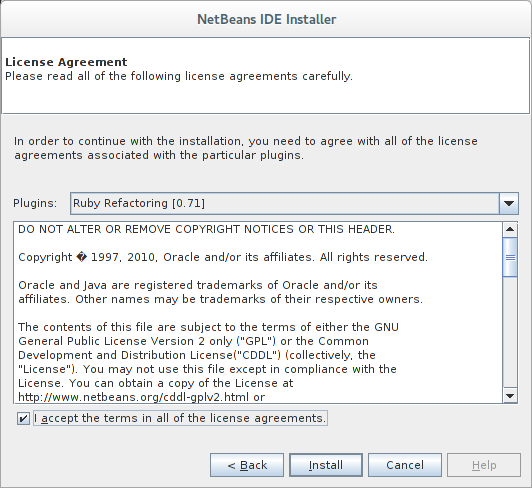 NetBeans IDE Installer
License Agreement
Please read all of the following license agreements carefully.
In order to continue with the installation, you need to agree with all of the license
agreements associated with the particular plugins.
Plugins: Ruby Refactoring [0.71]
DO NOT ALTER OR REMOVE COPYRIGHT NOTICES OR THIS HEADER.
Copyright � 1997, 2010, Oracle and/or its affiliates. All rights reserved.
Oracle and Java are registered trademarks of Oracle and/or its
affiliates. Other names may be trademarks of their respective owners.
The contents of this file are subject to the terms of either the GNU
General Public License Version 2 only ("GPL") or the Common
Development and Distribution License("CDDL") (collectively, the
"License"). You may not use this file except in compliance with the
License. You can obtain a copy of the License at
http://www.netbeans.org/cddl-gplv2.html or
I accept the terms in all of the license agreements.
< Back Install Cancel Help